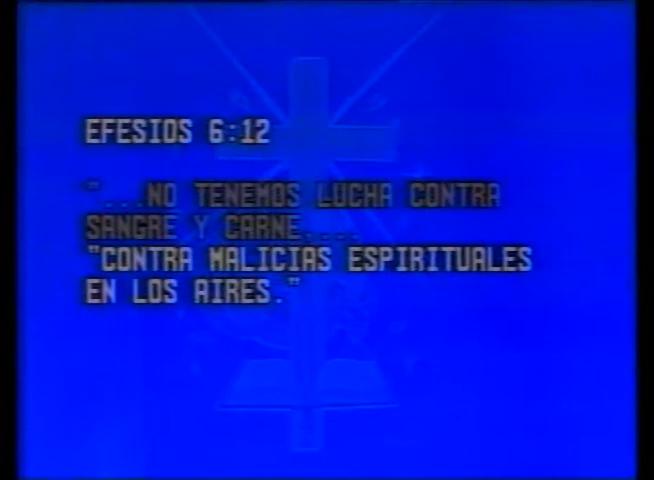 EFESIOS 6:12
"...NO TENEMOS LUCHA CONTRA
SANGRE Y CARNE....
"CONTRA MALICIAS ESPIRITUALES
EN LOS AIRES."